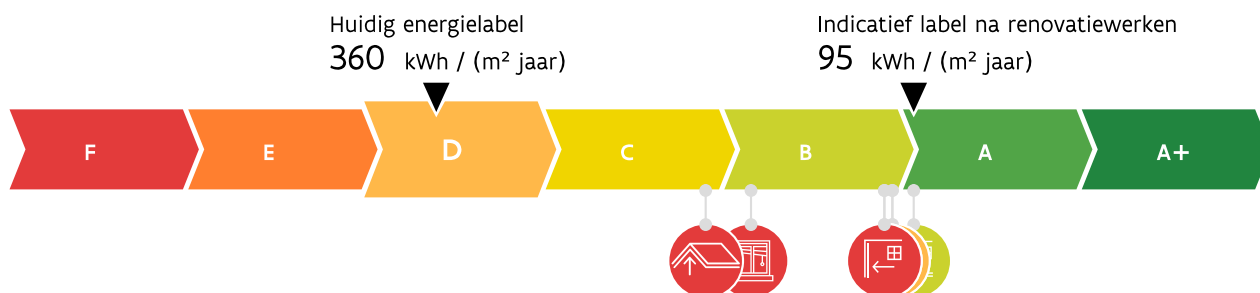 Huidig energielabel
360 kWh / (m² jaar)
Indicatief label na renovatiewerken
95 kWh / (m² jaar)
F E D C B A A+